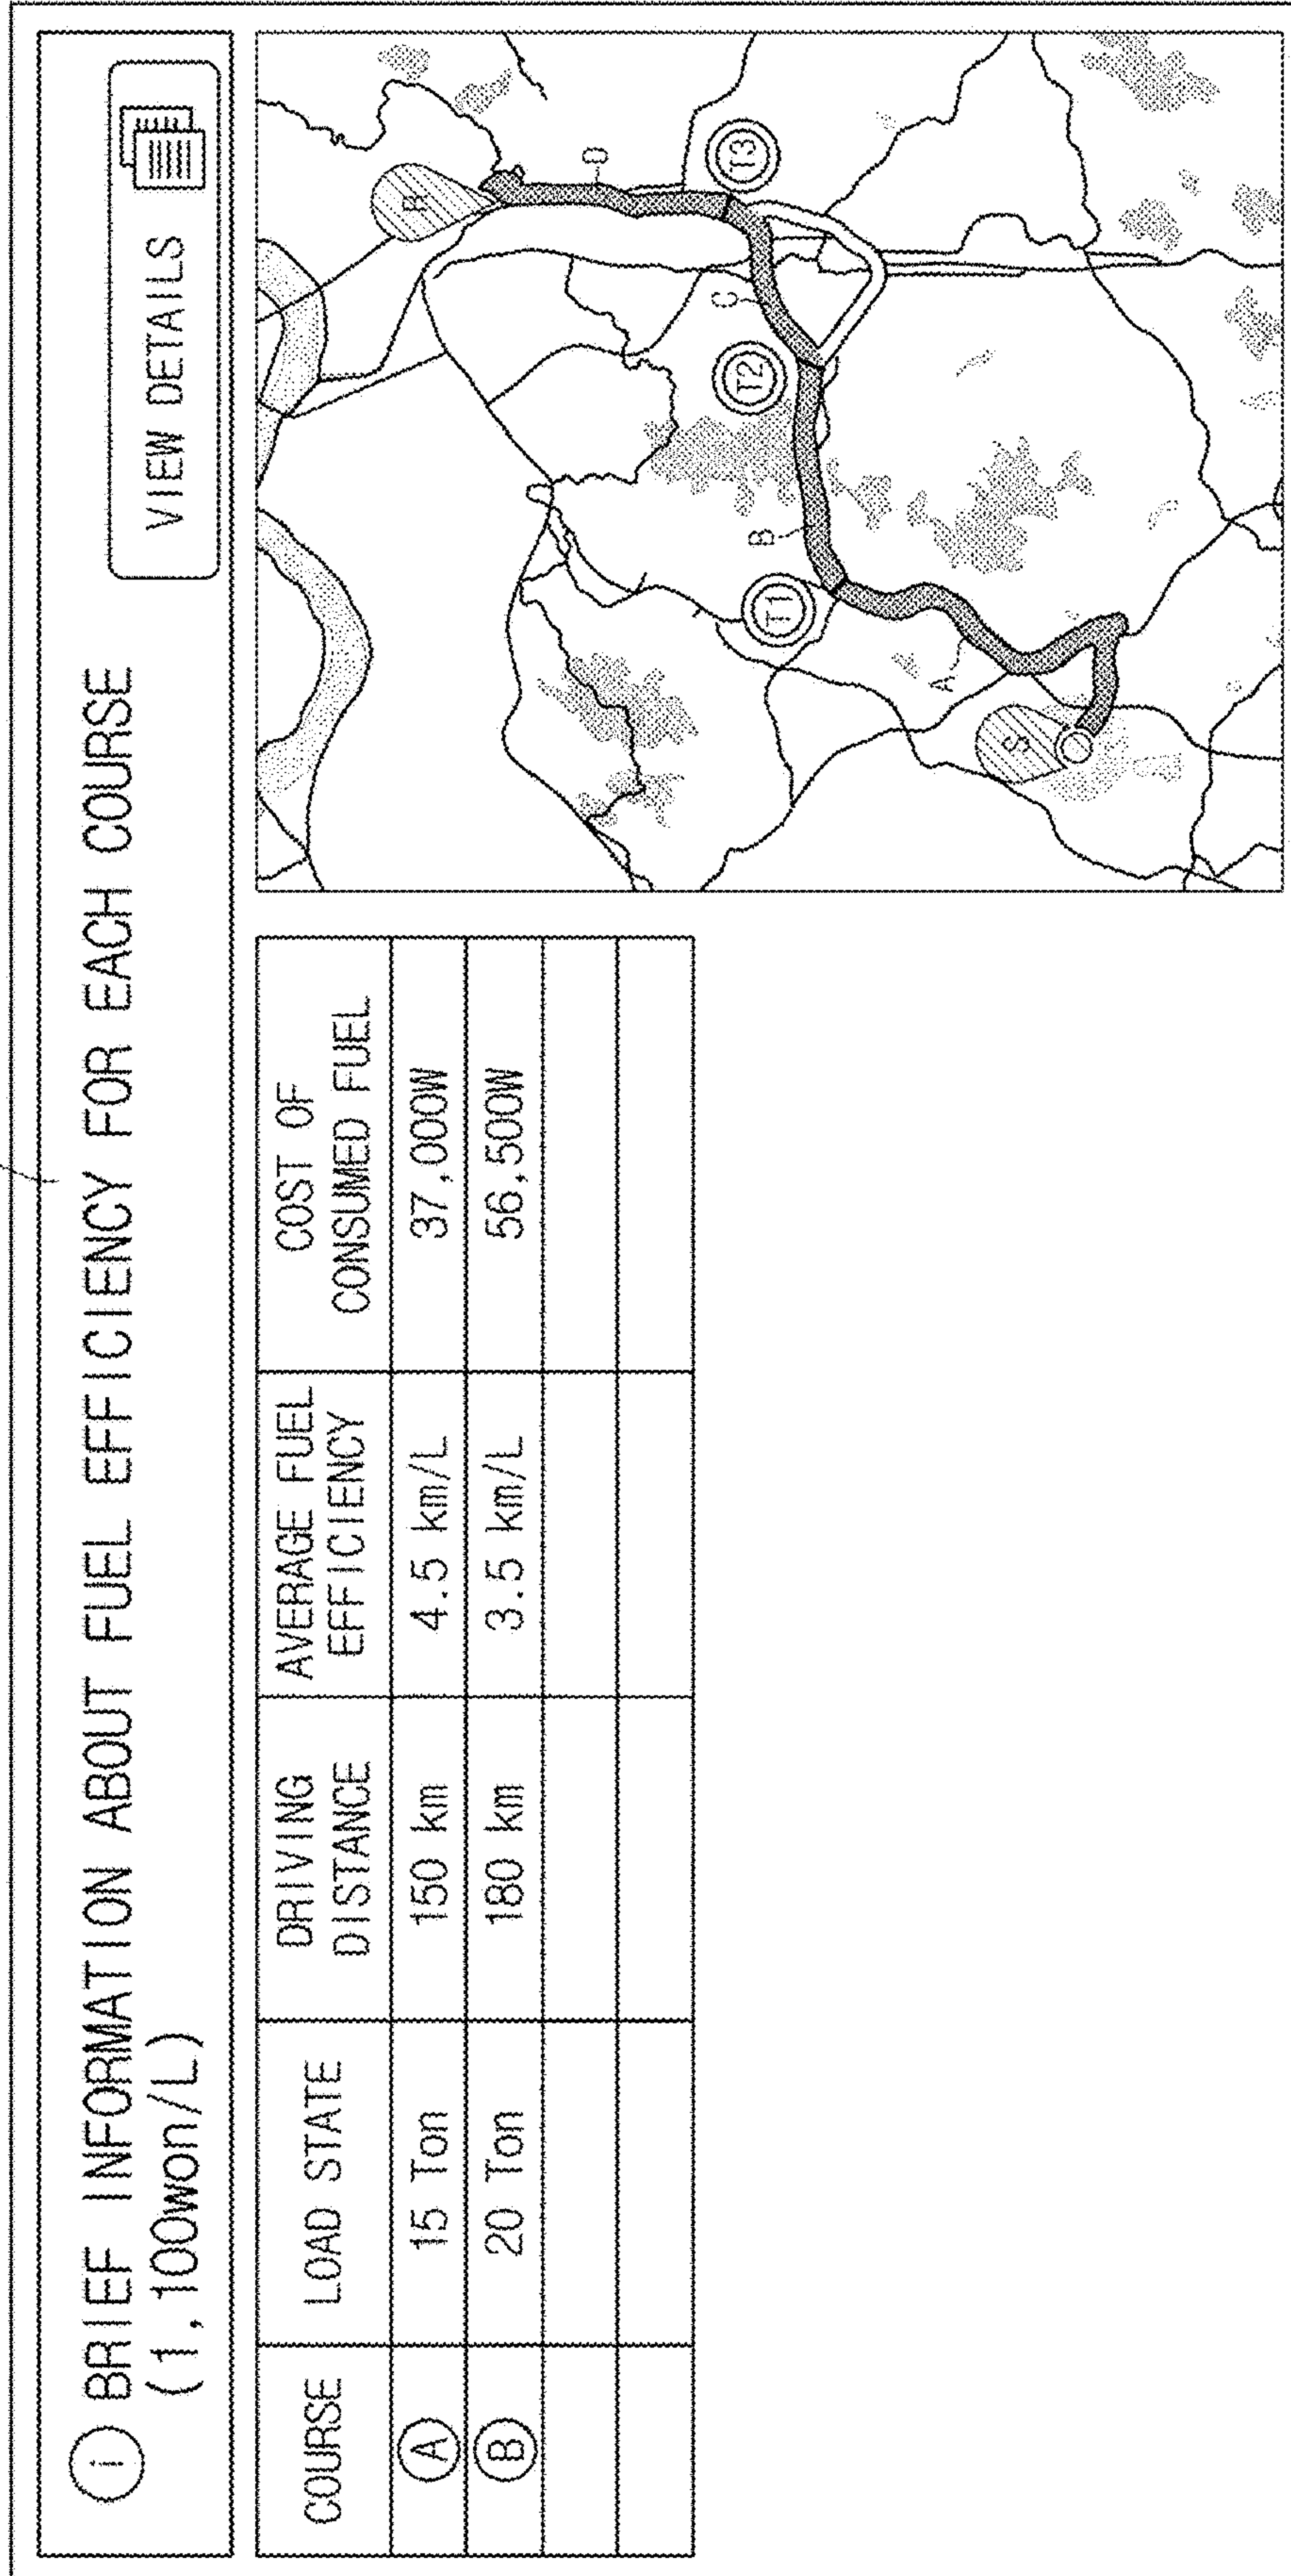 i BRIEF INFORMATION ABOUT FUEL EFFICIENCY FOR EACH COURSE
(1,100won/L)
VIEW DETAILS
COURSE LOAD STATE DRIVING DISTANCE AVERAGE FUEL EFFICIENCY COST OF CONSUMED FUEL
A 15 Ton 150 km 4.5 km/L 37,000W
B 20 Ton 180 km 3.5 km/L 56,500W
R
D
T3
C
T2
B
T1
A
S